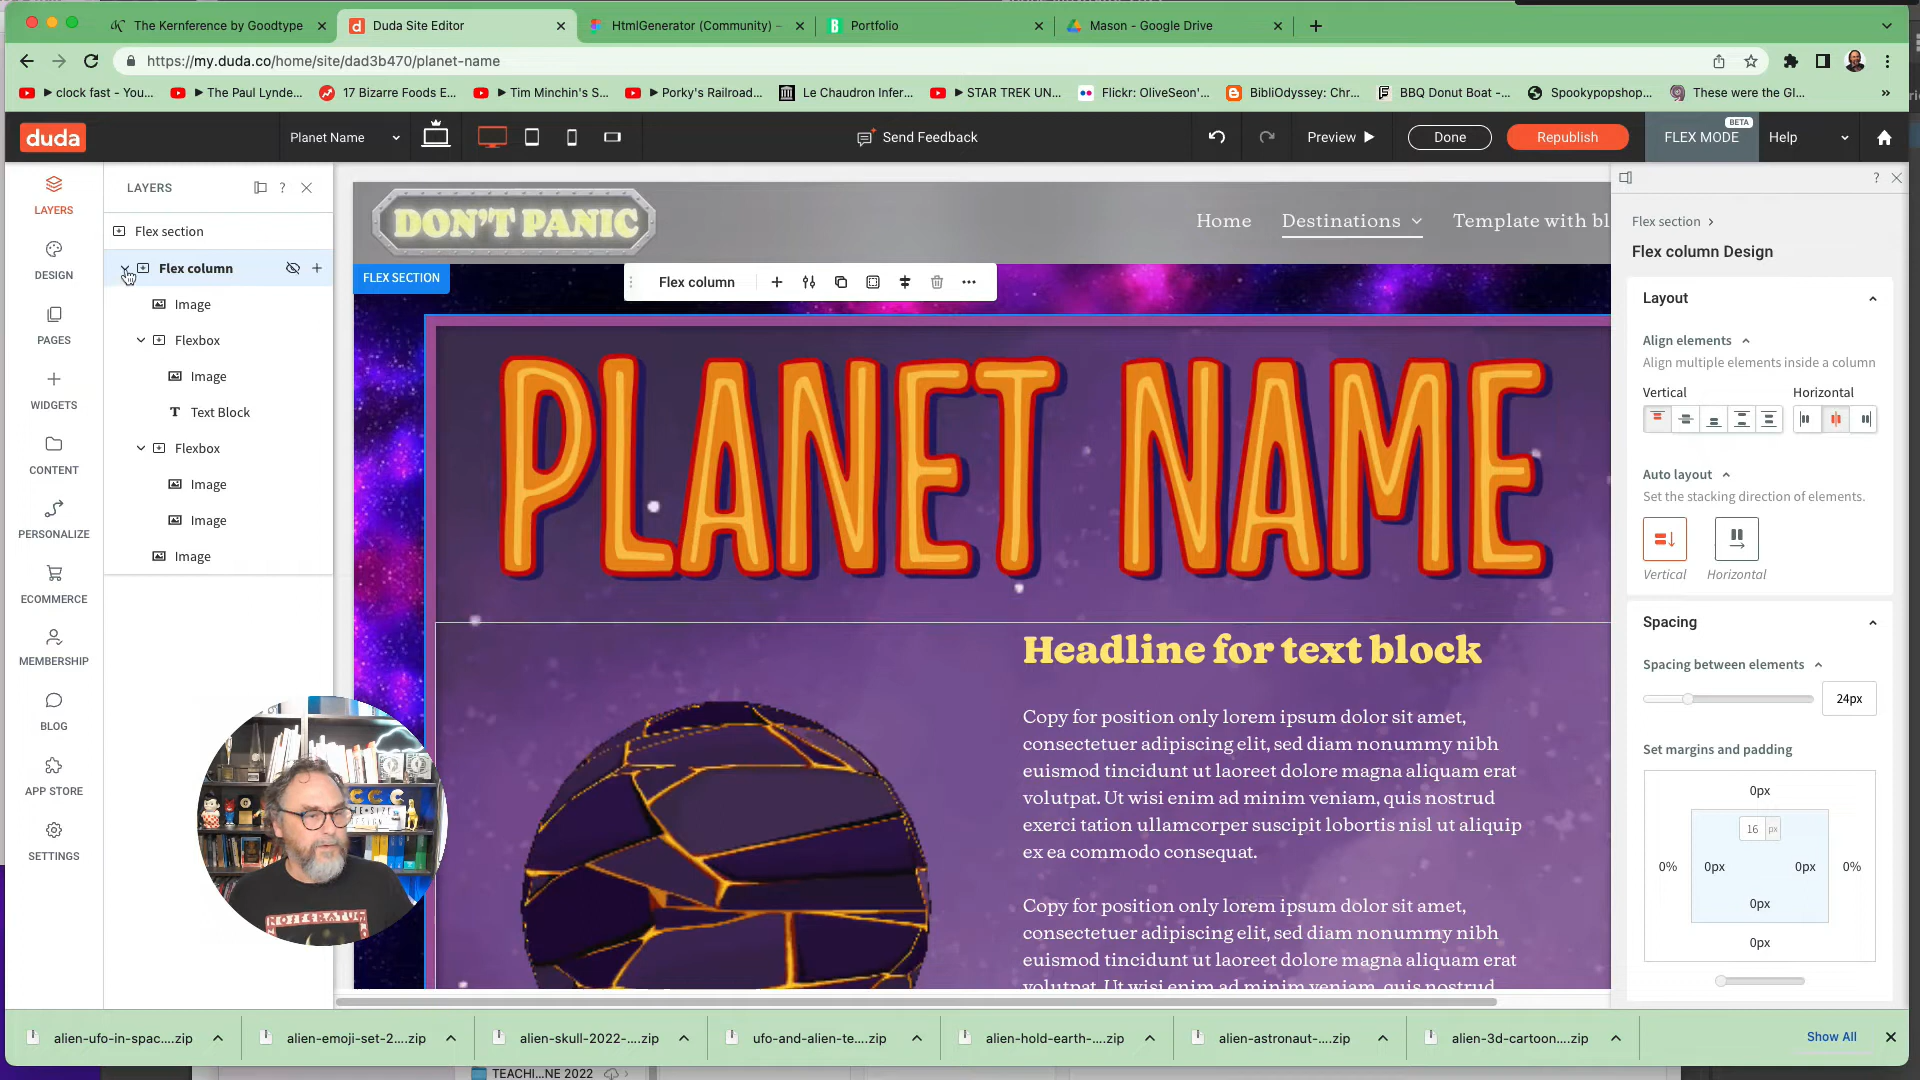 The Kernference by Goodtype
Duda Site Editor
HtmlGenerator (Community) –
Portfolio
Mason - Google Drive
https://my.duda.co/home/site/dad3b470/planet-name
► clock fast - You...
► The Paul Lynde...
17 Bizarre Foods E...
► Tim Minchin's S...
► Porky's Railroad...
Le Chaudron Infer...
► STAR TREK UN...
Flickr: OliveSeon'...
BibliOdyssey: Chr...
BBQ Donut Boat -...
Spookypopshop...
These were the Gl...
duda
Planet Name
Send Feedback
Preview
Done
Republish
FLEX MODE
BETA
Help
LAYERS
DESIGN
PAGES
WIDGETS
CONTENT
PERSONALIZE
ECOMMERCE
MEMBERSHIP
BLOG
APP STORE
SETTINGS
LAYERS
Flex section
Flex column
Image
Flexbox
Image
Text Block
Flexbox
Image
Image
Image
DON'T PANIC
Home
Destinations
Template with bl
FLEX SECTION
Flex column
PLANET NAME
Headline for text block
Copy for position only lorem ipsum dolor sit amet,
consectetuer adipiscing elit, sed diam nonummy nibh
euismod tincidunt ut laoreet dolore magna aliquam erat
volutpat. Ut wisi enim ad minim veniam, quis nostrud
exerci tation ullamcorper suscipit lobortis nisl ut aliquip
ex ea commodo consequat.
Copy for position only lorem ipsum dolor sit amet,
consectetuer adipiscing elit, sed diam nonummy nibh
euismod tincidunt ut laoreet dolore magna aliquam erat
volutpat. Ut wisi enim ad minim veniam, quis nostrud
Flex section
Flex column Design
Layout
Align elements
Align multiple elements inside a column
Vertical
Horizontal
Auto layout
Set the stacking direction of elements.
Vertical
Horizontal
Spacing
Spacing between elements
24px
Set margins and padding
0px
16 px
0%
0px
0px
0%
0px
0px
NOSFERATU
alien-ufo-in-spac....zip
alien-emoji-set-2....zip
alien-skull-2022-....zip
ufo-and-alien-te....zip
alien-hold-earth-....zip
alien-astronaut-....zip
alien-3d-cartoon....zip
Show All
TEACHI...NE 2022